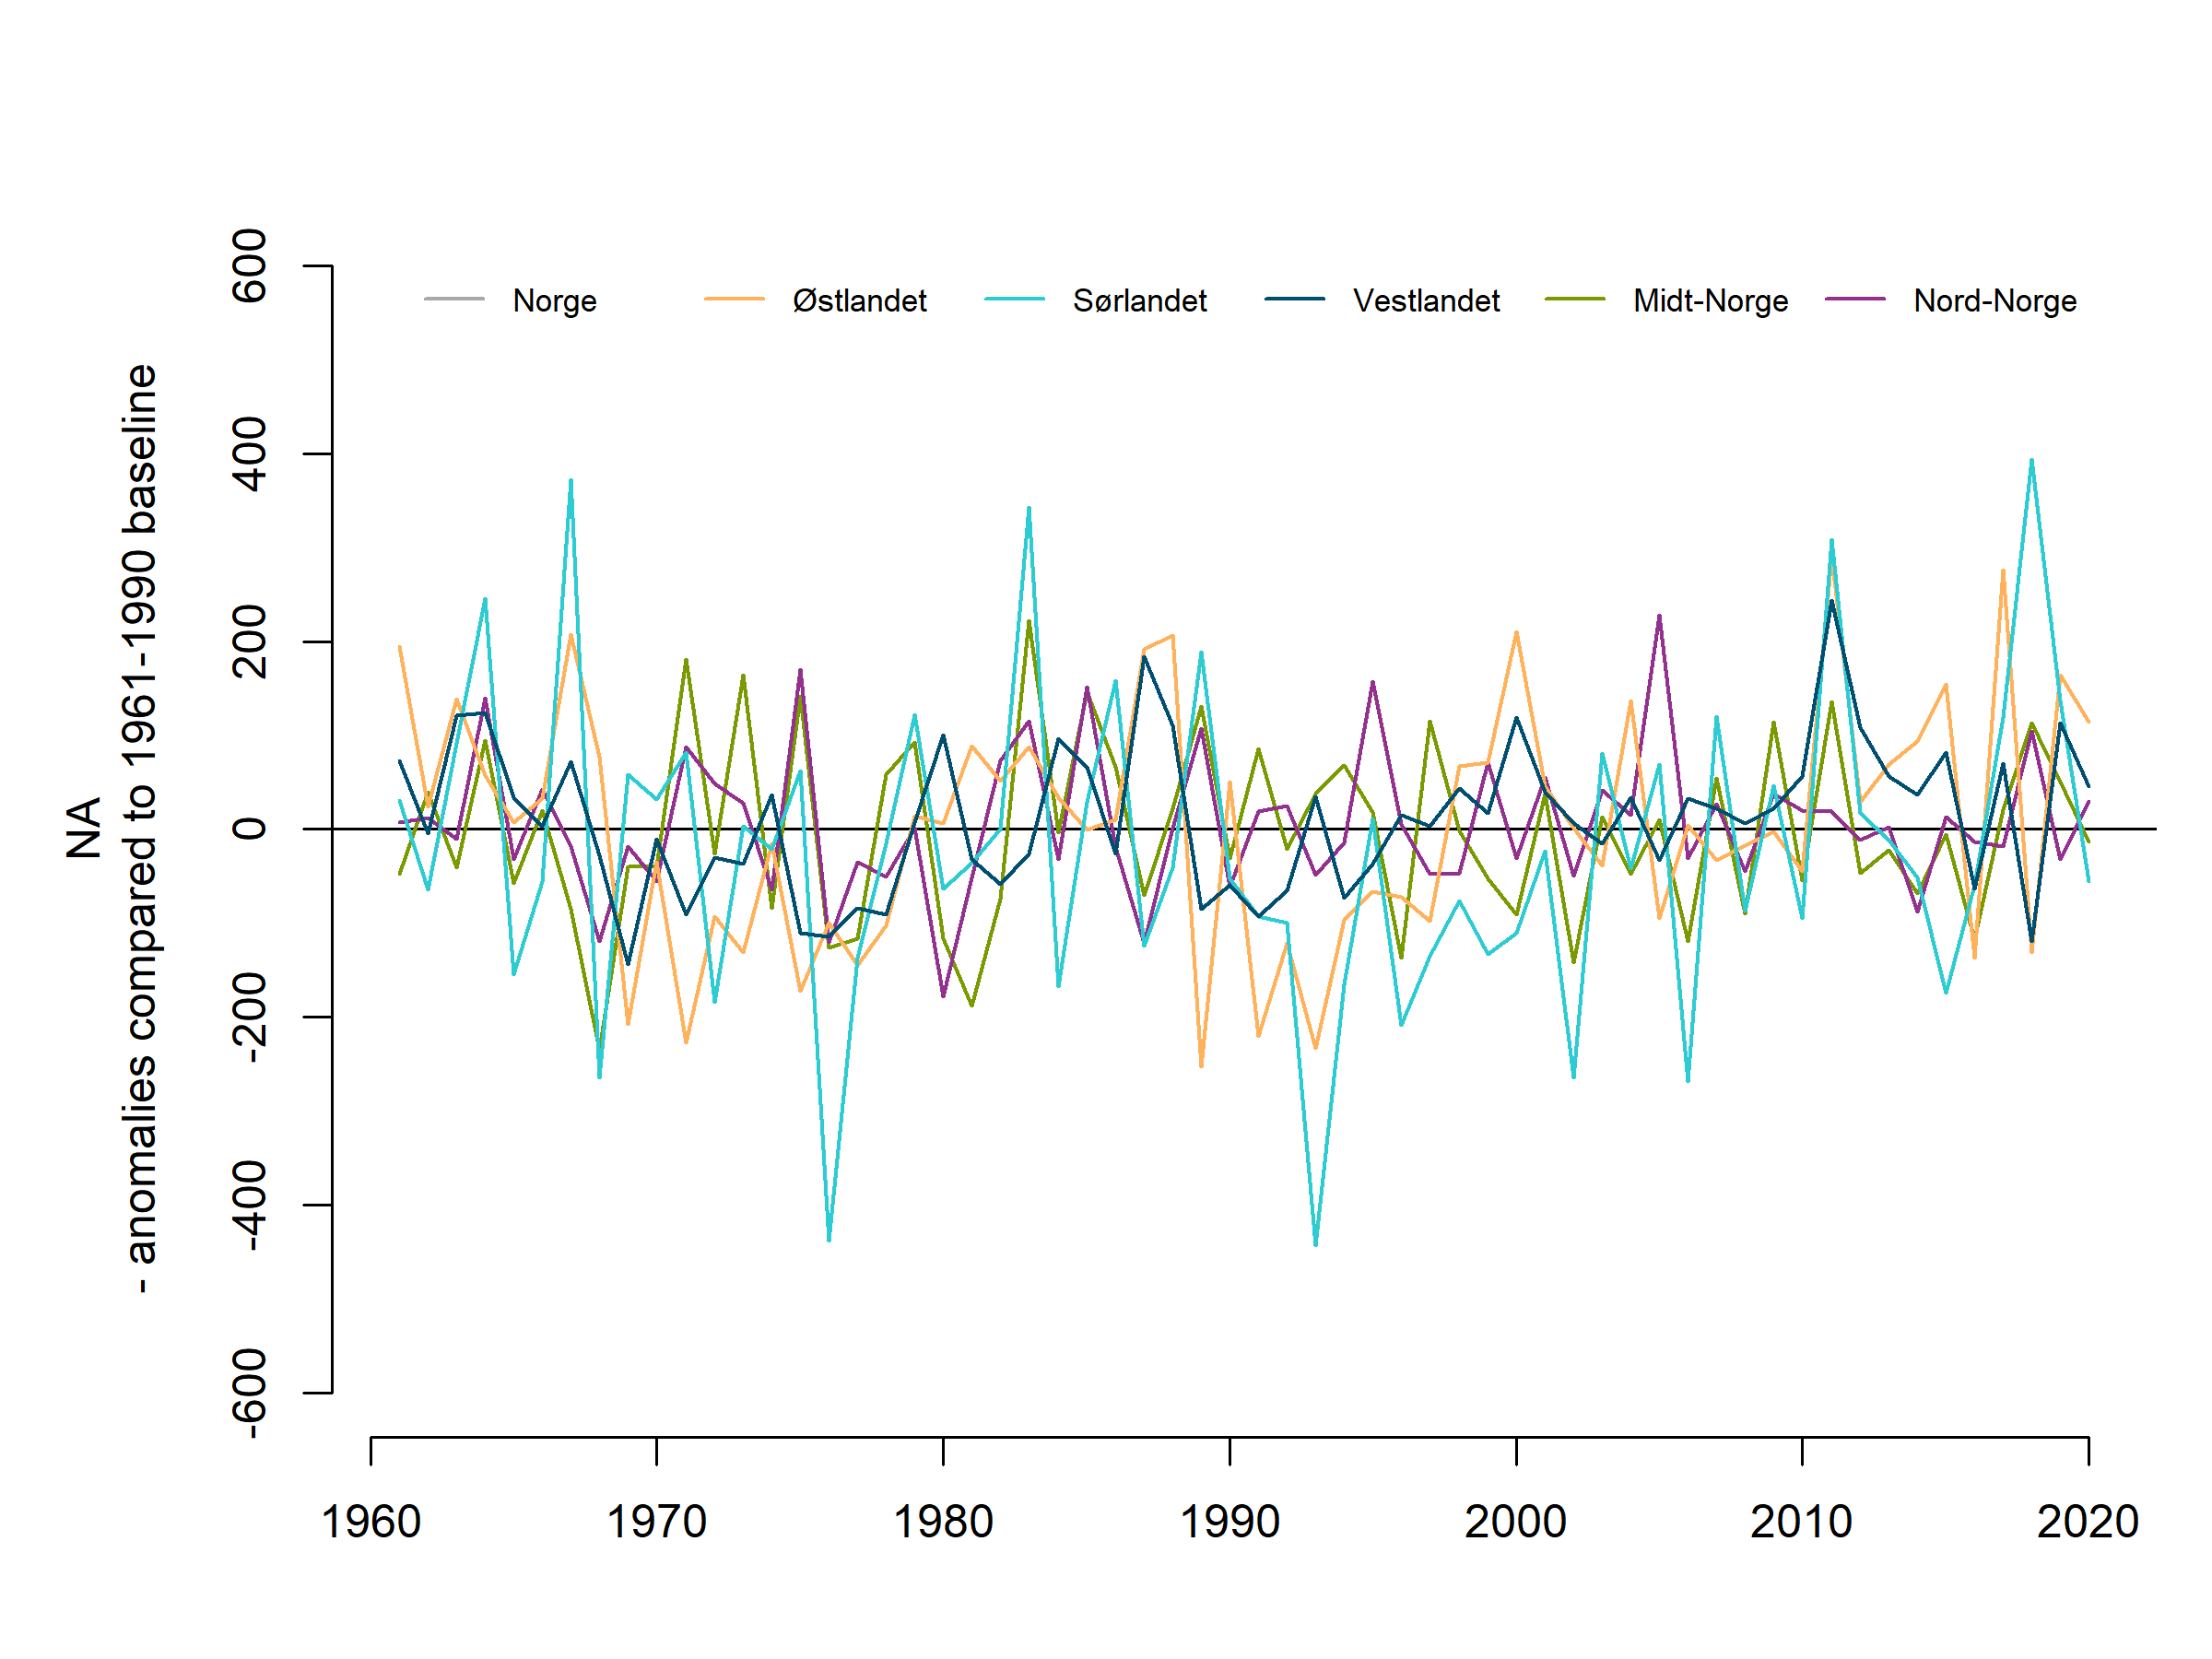 NA
- anomalies compared to 1961-1990 baseline
600
400
200
0
-200
-400
-600
Norge Østlandet Sørlandet Vestlandet Midt-Norge Nord-Norge
1960 1970 1980 1990 2000 2010 2020